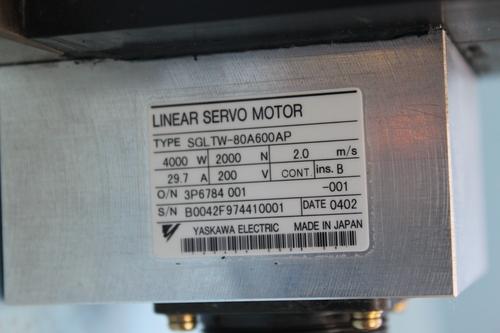 LINEAR SERVO MOTOR
TYPE SGLTW-80A600AP
4000 W 2000 N 2.0 m/s
29.7 A 200 V CONT ins. B
O/N 3P6784 001 -001
S/N B0042F974410001 DATE 0402
YASKAWA ELECTRIC MADE IN JAPAN